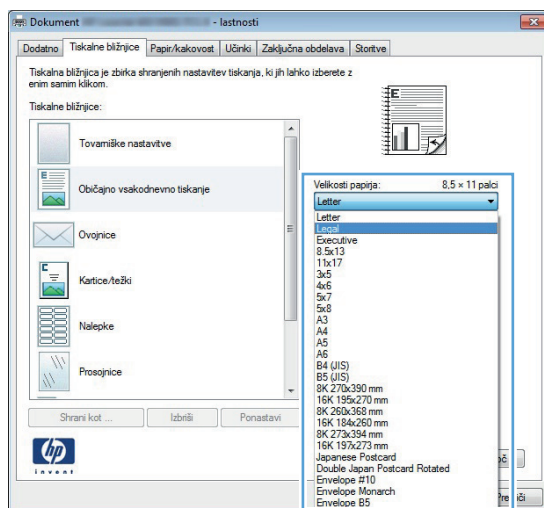 Dokument - lastnosti
Dodatno Tiskalne bližnjice Papir/kakovost Učinki Zaključna obdelava Storitve
Tiskalna bližnjica je zbirka shranjenih nastavitev tiskanja, ki jih lahko izberete z
enim samim klikom.
Tiskalne bližnjice:
Tovarniške nastavitve
Običajno vsakodnevno tiskanje
Ovojnice
Kartice/težki
Nalepke
Prosojnice
Shrani kot ... Izbriši Ponastavi
hp
invent
E
E
C
Velikosti papirja: 8,5 × 11 palci
Letter
Letter
Legal
Executive
8.5x13
11x17
3x5
4x6
5x7
5x8
A3
A4
A5
A6
B4 (JIS)
B5 (JIS)
8K 270x390 mm
16K 195x270 mm
8K 260x368 mm
16K 184x260 mm
8K 273x394 mm
16K 197x273 mm
Japanese Postcard
Double Japan Postcard Rotated
Envelope #10
Envelope Monarch
Envelope B5